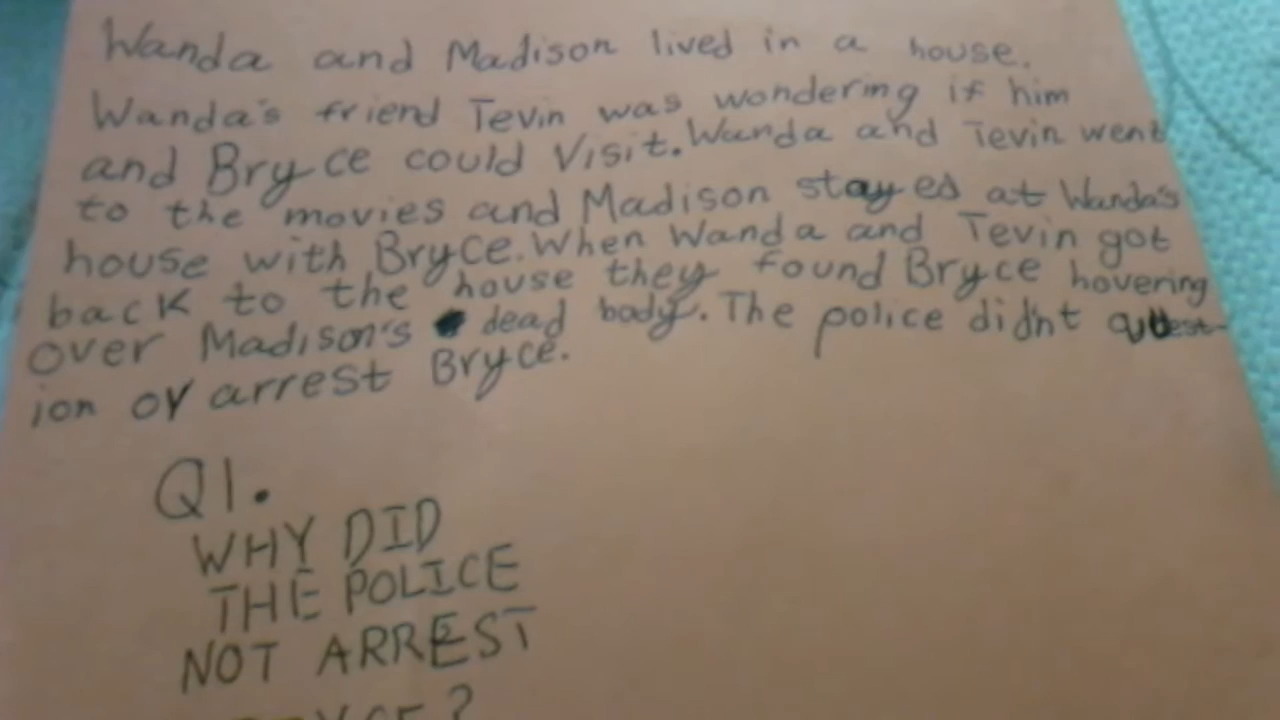 Wanda and Madison lived in a house.
Wanda's friend Tevin was wondering if him
and Bryce could Visit. Wanda and Tevin went
to the movies and Madison stayed at Wanda's
house with Bryce. When Wanda and Tevin got
back to the house they found Bryce hovering
over Madison's dead body. The police didn't quest-
ion or arrest Bryce.
Q1.
WHY DID
THE POLICE
NOT ARREST
BRYCE?